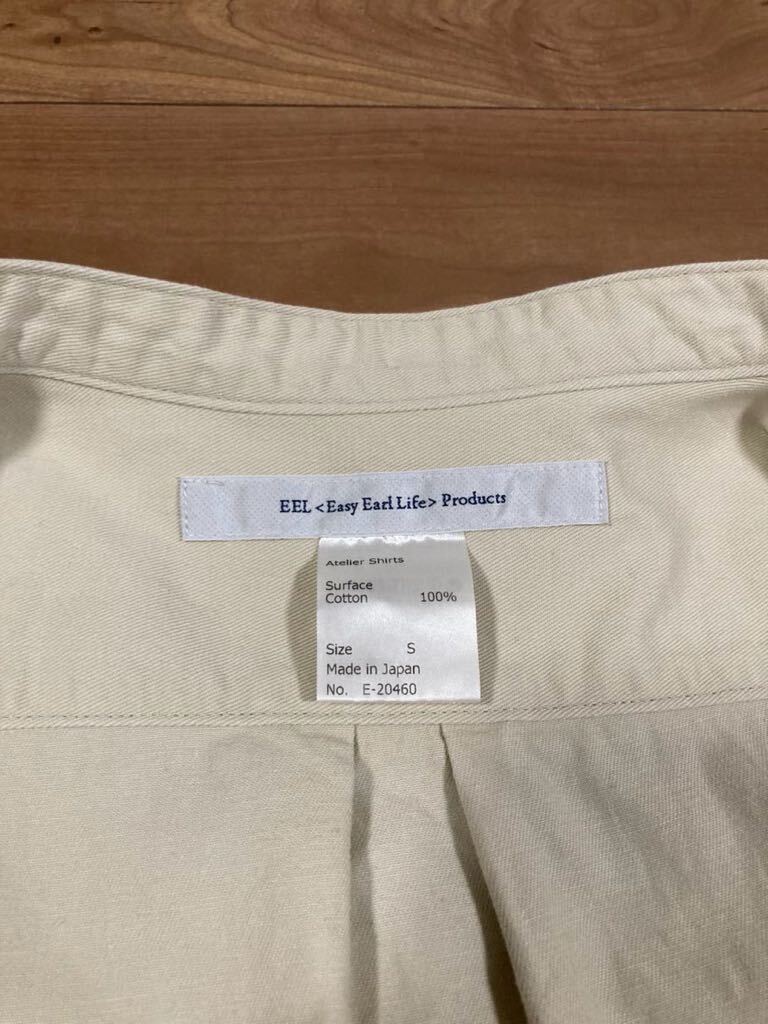 EEL <Easy Earl Life> Products
Atelier Shirts
Surface
Cotton 100%
Size S
Made in Japan
No. E-20460